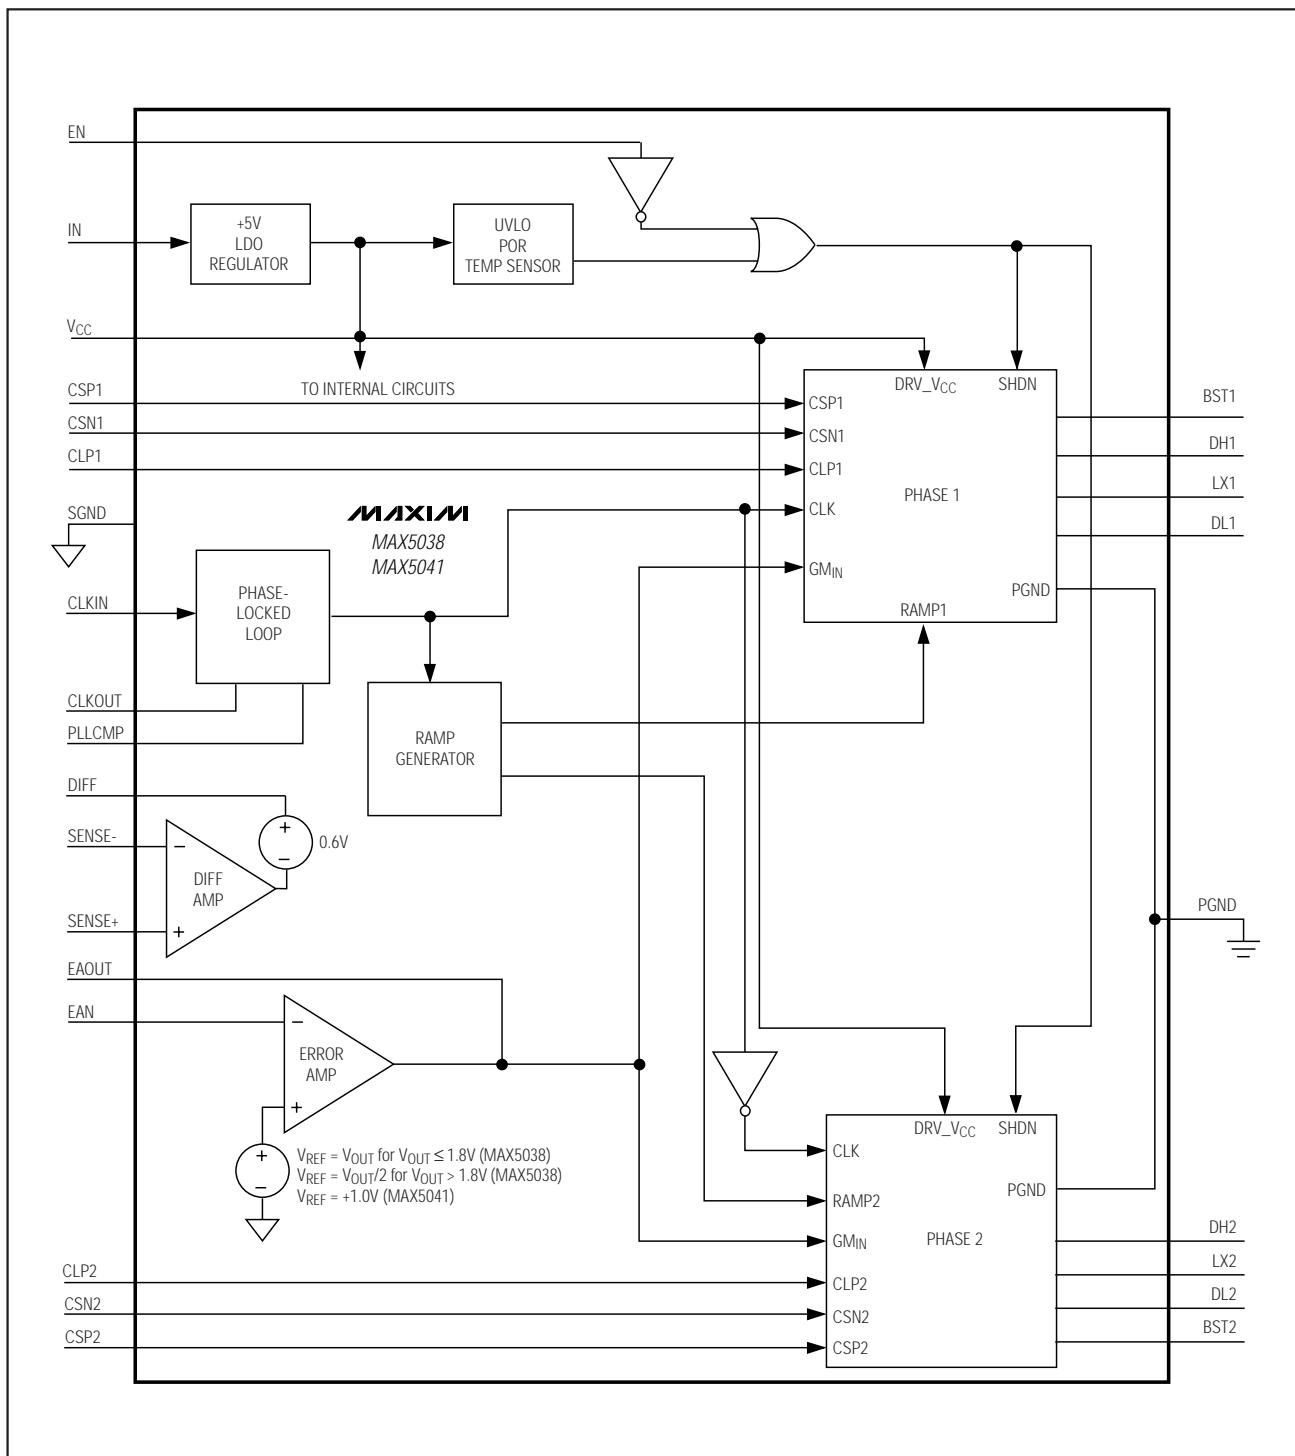 EN
IN
+5V
LDO
REGULATOR
UVLO
POR
TEMP SENSOR
VCC
TO INTERNAL CIRCUITS
DRV_VCC
SHDN
CSP1
CSN1
CLP1
CSP1
CSN1
CLP1
CLK
GMIN
RAMP1
PHASE 1
PGND
BST1
DH1
LX1
DL1
SGND
MAXIM
MAX5038
MAX5041
CLKIN
PHASE-
LOCKED
LOOP
CLKOUT
PLLCMP
RAMP
GENERATOR
DIFF
SENSE-
SENSE+
+
−
0.6V
−
DIFF
AMP
+
PGND
EAOUT
EAN
−
ERROR
AMP
+
+
−
VREF = VOUT for VOUT ≤ 1.8V (MAX5038)
VREF = VOUT/2 for VOUT > 1.8V (MAX5038)
VREF = +1.0V (MAX5041)
DRV_VCC
SHDN
CLK
RAMP2
GMIN
CLP2
CSN2
CSP2
PHASE 2
PGND
CLP2
CSN2
CSP2
DH2
LX2
DL2
BST2